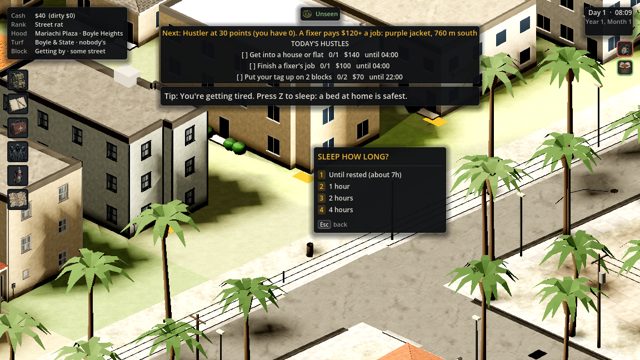 Cash $40 (dirty $0)
Rank Street rat
Hood Mariachi Plaza · Boyle Heights
Turf Boyle & State · nobody's
Block Getting by · some street
Unseen
Day 1 · 08:09
Year 1, Month 1
Next: Hustler at 30 points (you have 0). A fixer pays $120+ a job: purple jacket, 760 m south
TODAY'S HUSTLES
[ ] Get into a house or flat 0/1 $140 until 04:00
[ ] Finish a fixer's job 0/1 $100 until 04:00
[ ] Put your tag up on 2 blocks 0/2 $70 until 22:00
Tip: You're getting tired. Press Z to sleep: a bed at home is safest.
SLEEP HOW LONG?
1 Until rested (about 7h)
2 1 hour
3 2 hours
4 4 hours
Esc back